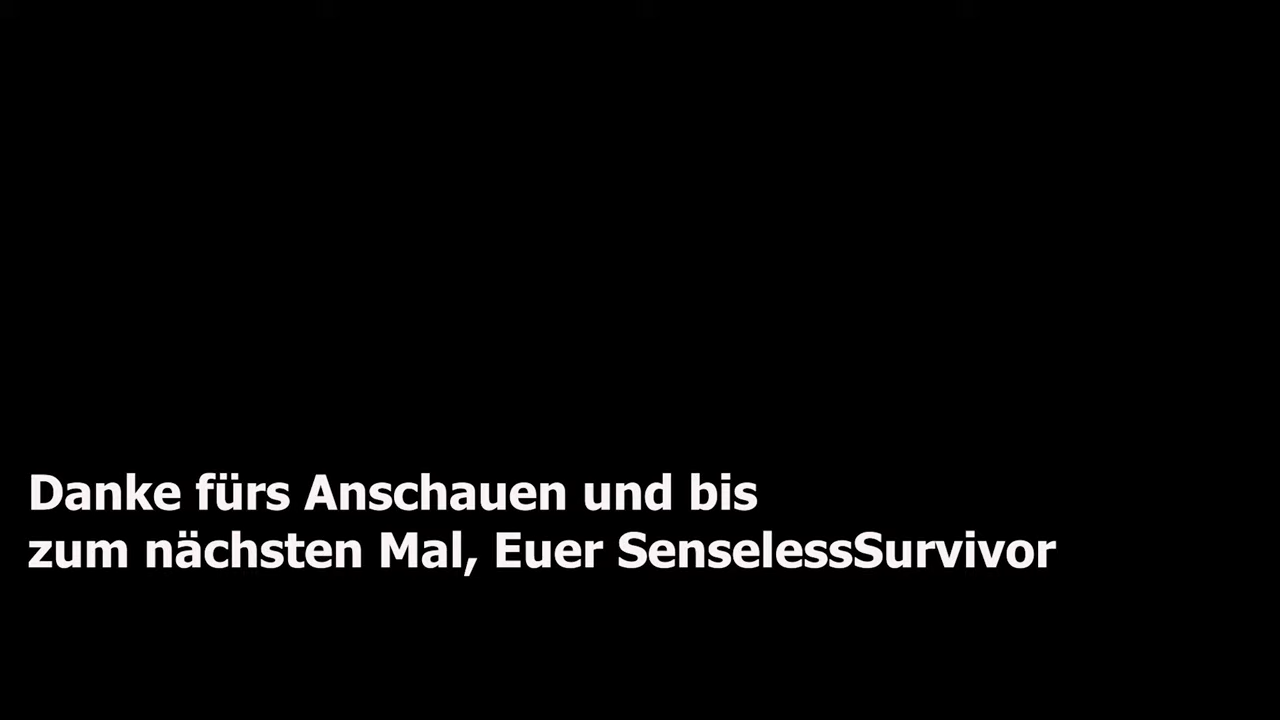 Danke fürs Anschauen und bis
zum nächsten Mal, Euer SenselessSurvivor